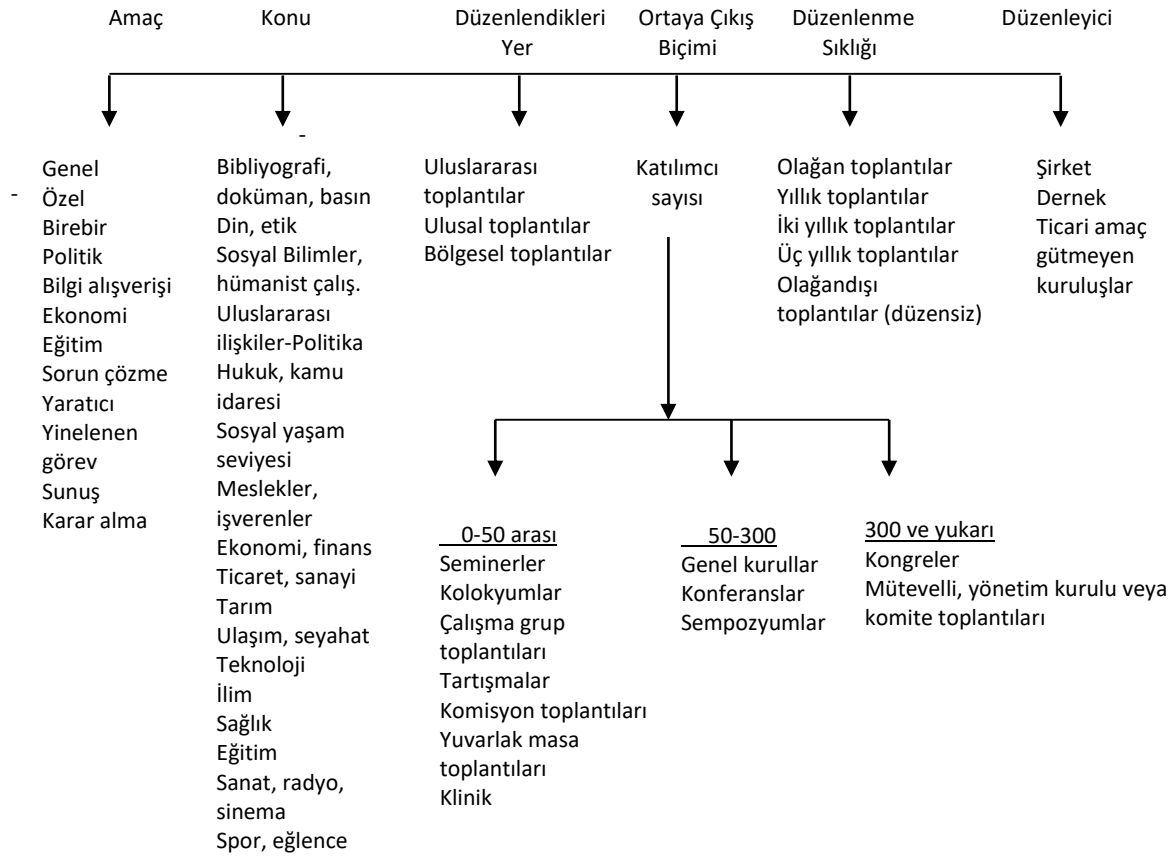 Amaç
Konu
Düzenlendikleri
Yer
Ortaya Çıkış
Biçimi
Düzenlenme
Sıklığı
Düzenleyici
-
-
Genel
Özel
Birebir
Politik
Bilgi alışverişi
Ekonomi
Eğitim
Sorun çözme
Yaratıcı
Yinelenen
görev
Sunuş
Karar alma
Bibliyografi,
doküman, basın
Din, etik
Sosyal Bilimler,
hümanist çalış.
Uluslararası
ilişkiler-Politika
Hukuk, kamu
idaresi
Sosyal yaşam
seviyesi
Meslekler,
işverenler
Ekonomi, finans
Ticaret, sanayi
Tarım
Ulaşım, seyahat
Teknoloji
İlim
Sağlık
Eğitim
Sanat, radyo,
sinema
Spor, eğlence
Uluslararası
toplantılar
Ulusal toplantılar
Bölgesel toplantılar
Katılımcı
sayısı
Olağan toplantılar
Yıllık toplantılar
İki yıllık toplantılar
Üç yıllık toplantılar
Olağandışı
toplantılar (düzensiz)
Şirket
Dernek
Ticari amaç
gütmeyen
kuruluşlar
0-50 arası
Seminerler
Kolokyumlar
Çalışma grup
toplantıları
Tartışmalar
Komisyon toplantıları
Yuvarlak masa
toplantıları
Klinik
50-300
Genel kurullar
Konferanslar
Sempozyumlar
300 ve yukarı
Kongreler
Mütevelli, yönetim kurulu veya
komite toplantıları